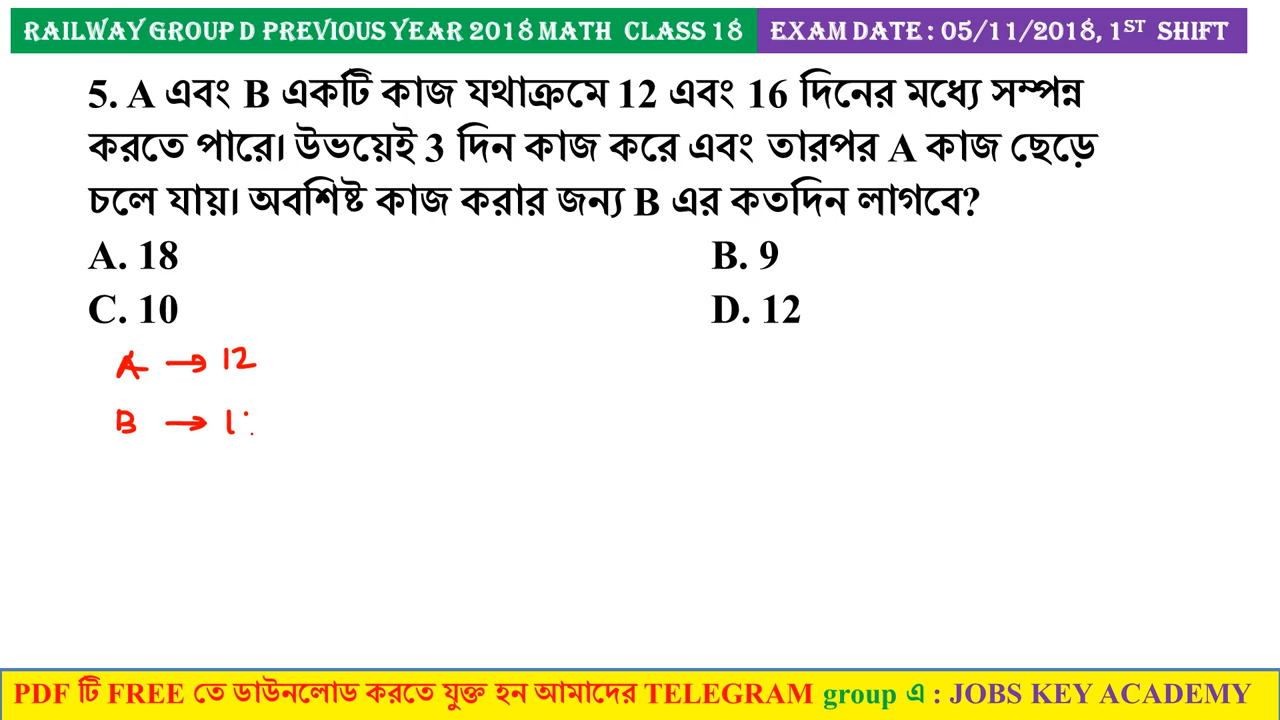 RAILWAY GROUP D PREVIOUS YEAR 2018 MATH CLASS 18 EXAM DATE : 05/11/2018, 1ST SHIFT
5. A এবং B একটি কাজ যথাক্রমে 12 এবং 16 দিনের মধ্যে সম্পন্ন
করতে পারে। উভয়েই 3 দিন কাজ করে এবং তারপর A কাজ ছেড়ে
চলে যায়। অবশিষ্ট কাজ করার জন্য B এর কতদিন লাগবে?
A. 18 B. 9
C. 10 D. 12
A → 12
B → 1
PDF টি FREE তে ডাউনলোড করতে যুক্ত হন আমাদের TELEGRAM group এ : JOBS KEY ACADEMY